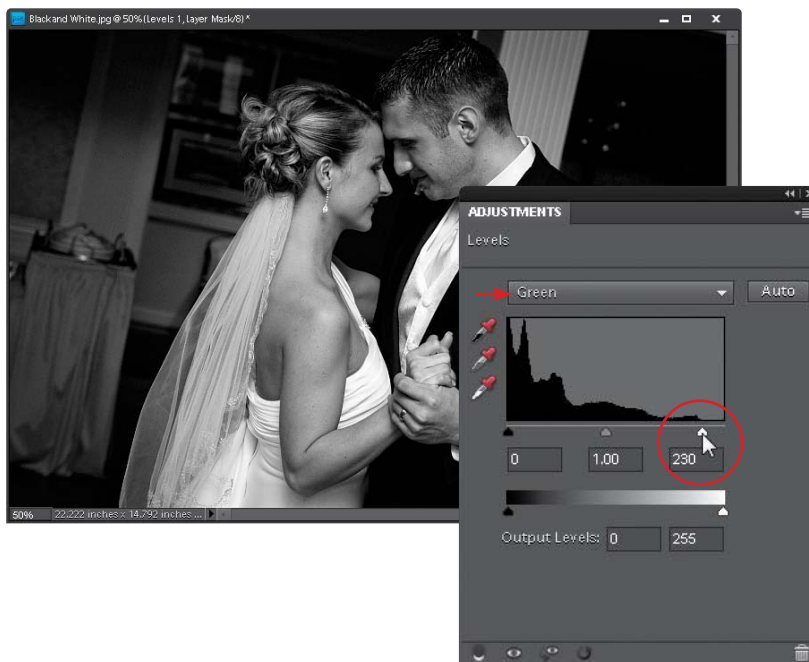 Blackand White.jpg @ 50% (Levels 1, Layer Mask/8) *
ADJUSTMENTS
Levels
Green
Auto
0
1.00
230
50%
22.222 inches x 14.792 inches ...
Output Levels:
0
255